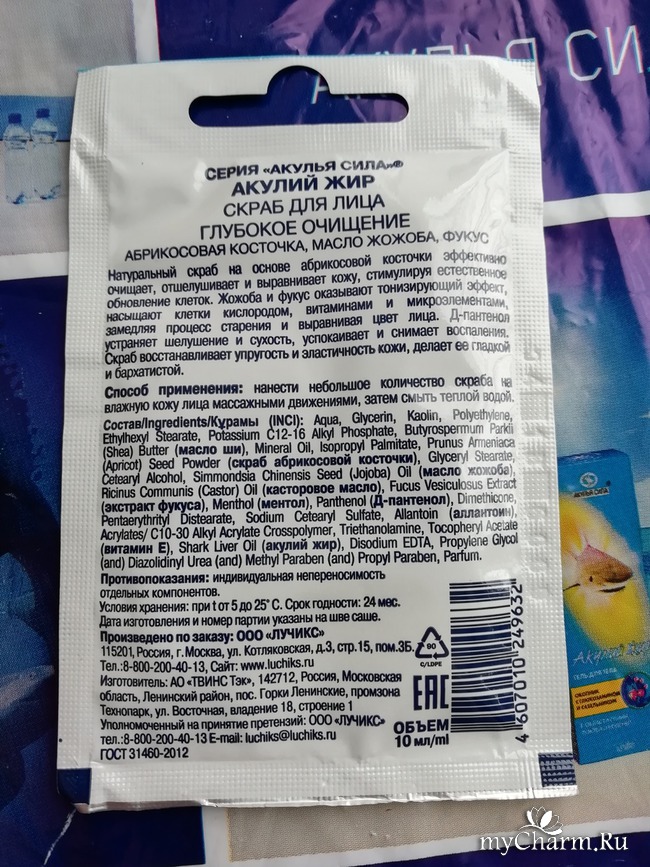 СЕРИЯ «АКУЛЬЯ СИЛА»®
АКУЛИЙ ЖИР
СКРАБ ДЛЯ ЛИЦА
ГЛУБОКОЕ ОЧИЩЕНИЕ
АБРИКОСОВАЯ КОСТОЧКА, МАСЛО ЖОЖОБА, ФУКУС
Натуральный скраб на основе абрикосовой косточки эффективно
очищает, отшелушивает и выравнивает кожу, стимулируя естественное
обновление клеток. Жожоба и фукус оказывают тонизирующий эффект,
насыщают клетки кислородом, витаминами и микроэлементами,
замедляя процесс старения и выравнивая цвет лица. Д-пантенол
устраняет шелушение и сухость, успокаивает и снимает воспаления.
Скраб восстанавливает упругость и эластичность кожи, делает ее гладкой
и бархатистой.
Способ применения: нанести небольшое количество скраба на
влажную кожу лица массажными движениями, затем смыть теплой водой.
Состав/Ingredients/Құрамы (INCI): Aqua, Glycerin, Kaolin, Polyethylene,
Ethylhexyl Stearate, Potassium C12-16 Alkyl Phosphate, Butyrospermum Parkii
(Shea) Butter (масло ши), Mineral Oil, Isopropyl Palmitate, Prunus Armeniaca
(Apricot) Seed Powder (скраб абрикосовой косточки), Glyceryl Stearate,
Cetearyl Alcohol, Simmondsia Chinensis Seed (Jojoba) Oil (масло жожоба),
Ricinus Communis (Castor) Oil (касторовое масло), Fucus Vesiculosus Extract
(экстракт фукуса), Menthol (ментол), Panthenol (Д-пантенол), Dimethicone,
Pentaerythrityl Distearate, Sodium Cetearyl Sulfate, Allantoin (аллантоин),
Acrylates/ C10-30 Alkyl Acrylate Crosspolymer, Triethanolamine, Tocopheryl Acetate
(витамин Е), Shark Liver Oil (акулий жир), Disodium EDTA, Propylene Glycol
(and) Diazolidinyl Urea (and) Methyl Paraben (and) Propyl Paraben, Parfum.
Противопоказания: индивидуальная непереносимость
отдельных компонентов.
Условия хранения: при t от 5 до 25° С. Срок годности: 24 мес.
Дата изготовления и номер партии указаны на шве саше.
Произведено по заказу: ООО «ЛУЧИКС»
115201, Россия, г. Москва, ул. Котляковская, д.3, стр.15, пом.3Б.
Тел.:8-800-200-40-13, Сайт: www.luchiks.ru
Изготовитель: АО «ТВИНС Тэк», 142712, Россия, Московская
область, Ленинский район, пос. Горки Ленинские, промзона
Технопарк, ул. Восточная, владение 18, строение 1
Уполномоченный на принятие претензий: ООО «ЛУЧИКС»
тел.:8-800-200-40-13 E-mail: luchiks@luchiks.ru
ГОСТ 31460-2012
90
C/LDPE
EAC
ОБЪЕМ
10 мл/ml
4 607010 249632
АКУЛЬЯ СИЛА
Акулий жир
myCharm.Ru